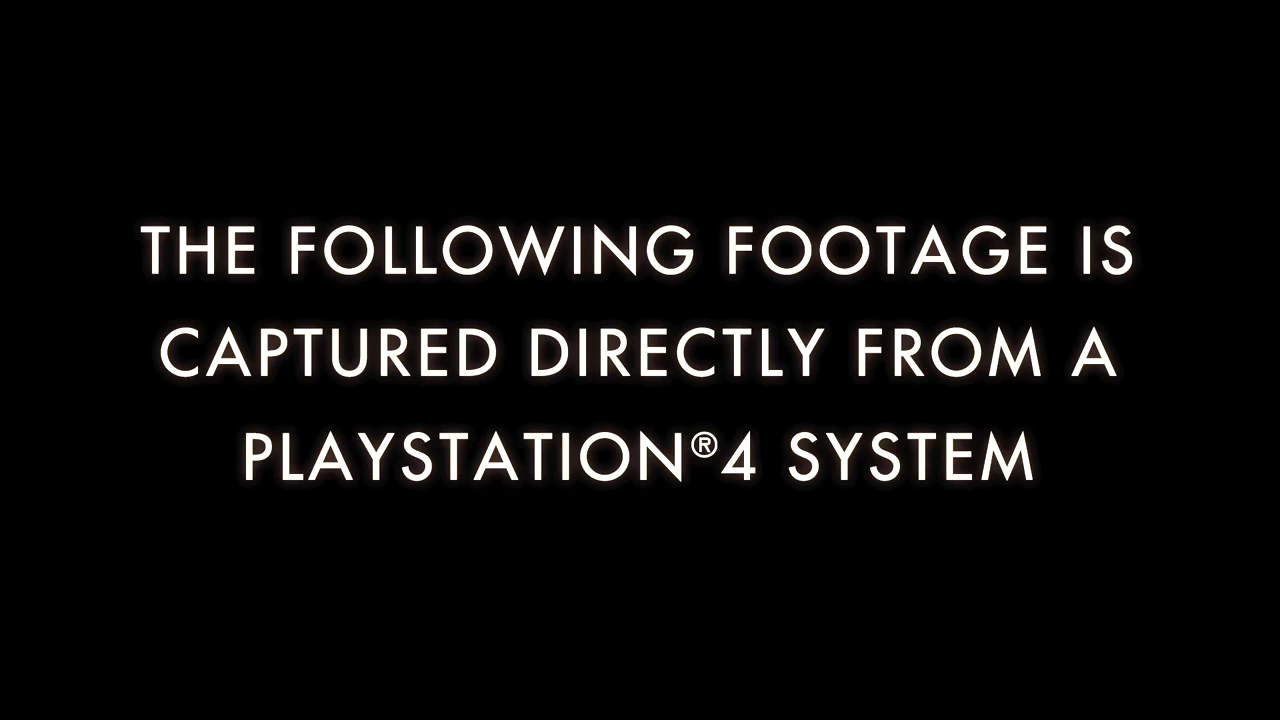 THE FOLLOWING FOOTAGE IS
CAPTURED DIRECTLY FROM A
PLAYSTATION®4 SYSTEM